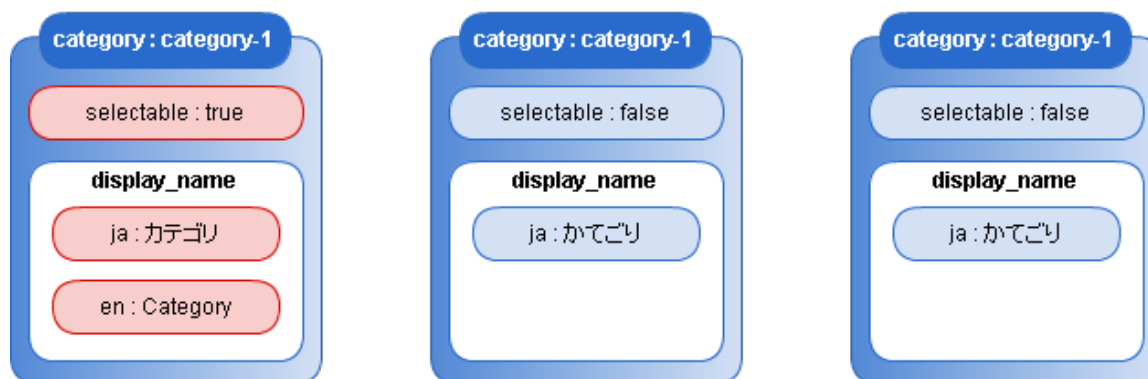 category : category-1
selectable : true
display_name
ja : カテゴリ
en : Category
category : category-1
selectable : false
display_name
ja : かてごり
category : category-1
selectable : false
display_name
ja : かてごり